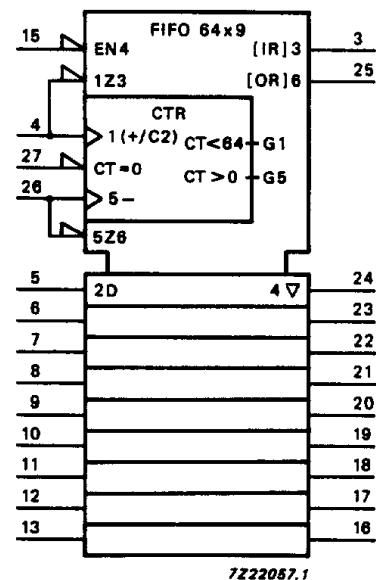 FIFO 64x9
15 EN4 [IR]3 3
1Z3 [OR]6 25
CTR
4 1(+/C2) CT<64 G1
27 CT=0 CT>0 G5
26 5–
5Z6
5 2D 4 ▽ 24
6 23
7 22
8 21
9 20
10 19
11 18
12 17
13 16
7Z22057.1